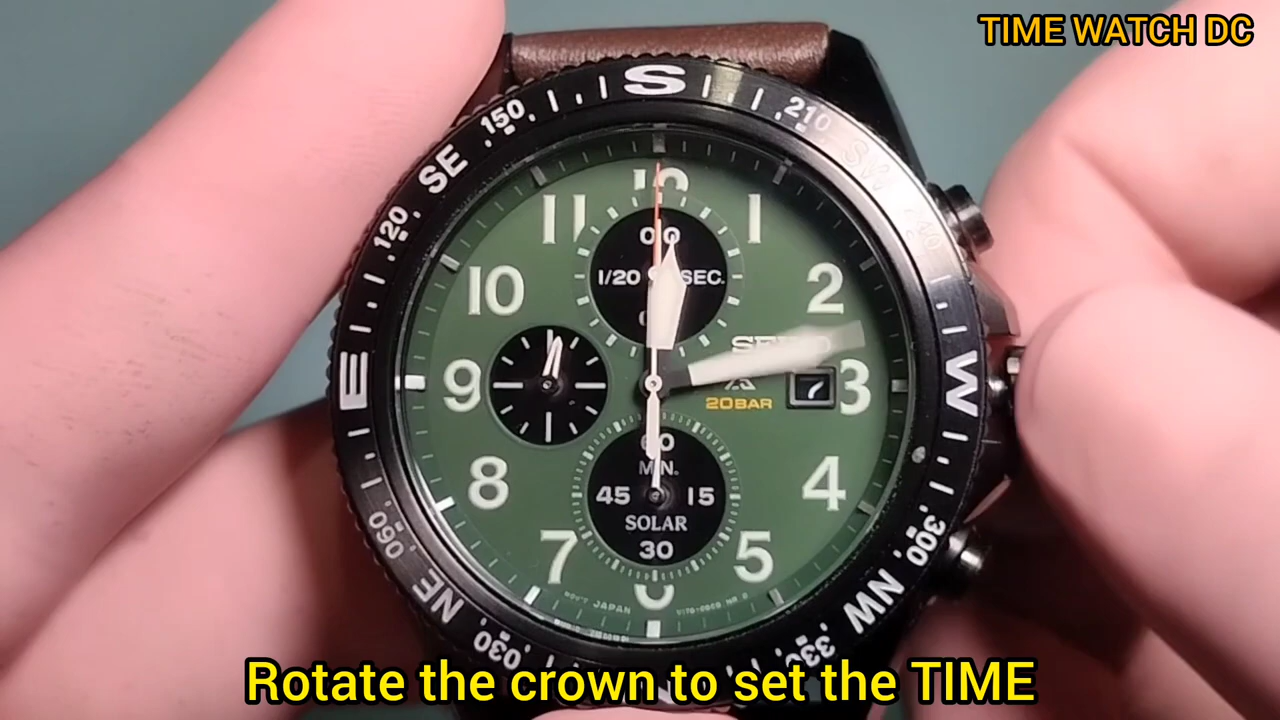 TIME WATCH DC
S
150
210
SE
SW
120
240
12
11
1
00
10
1/20
SEC.
2
E
W
9
7
3
20BAR
60
8
MIN.
4
45
15
SOLAR
30
7
5
060
300
NE
NW
JAPAN
030
330
Rotate the crown to set the TIME